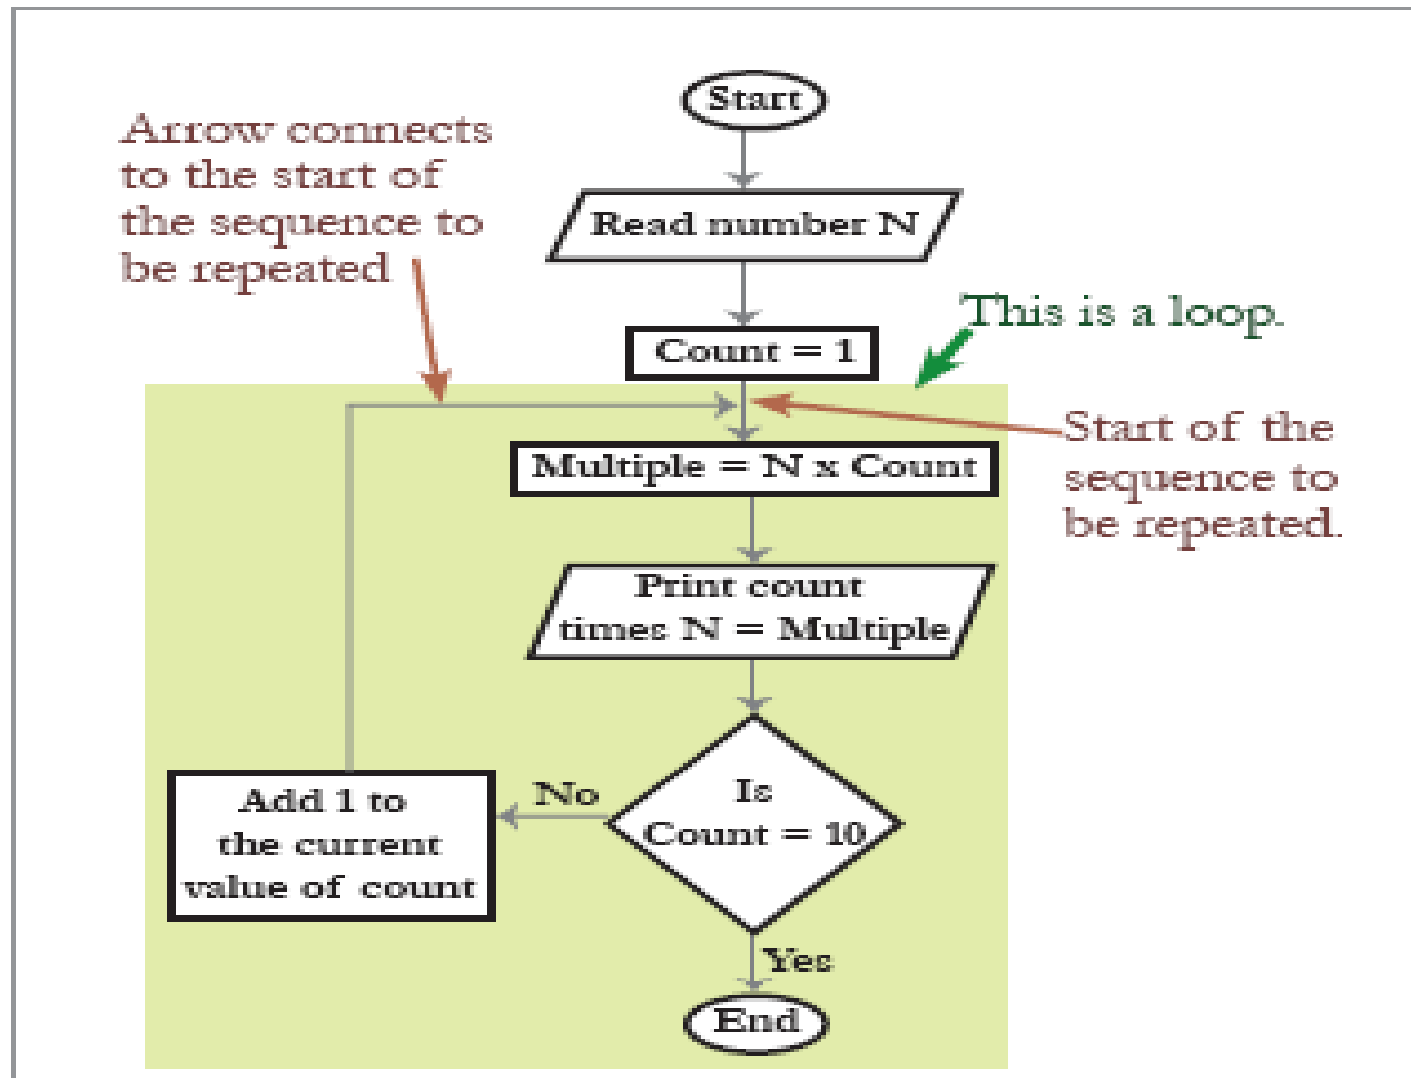 Start
Arrow connects
to the start of
the sequence to
be repeated
Read number N
This is a loop.
Count = 1
Start of the
sequence to
be repeated.
Multiple = N x Count
Print count
times N = Multiple
Is
Count = 10
No
Add 1 to
the current
value of count
Yes
End